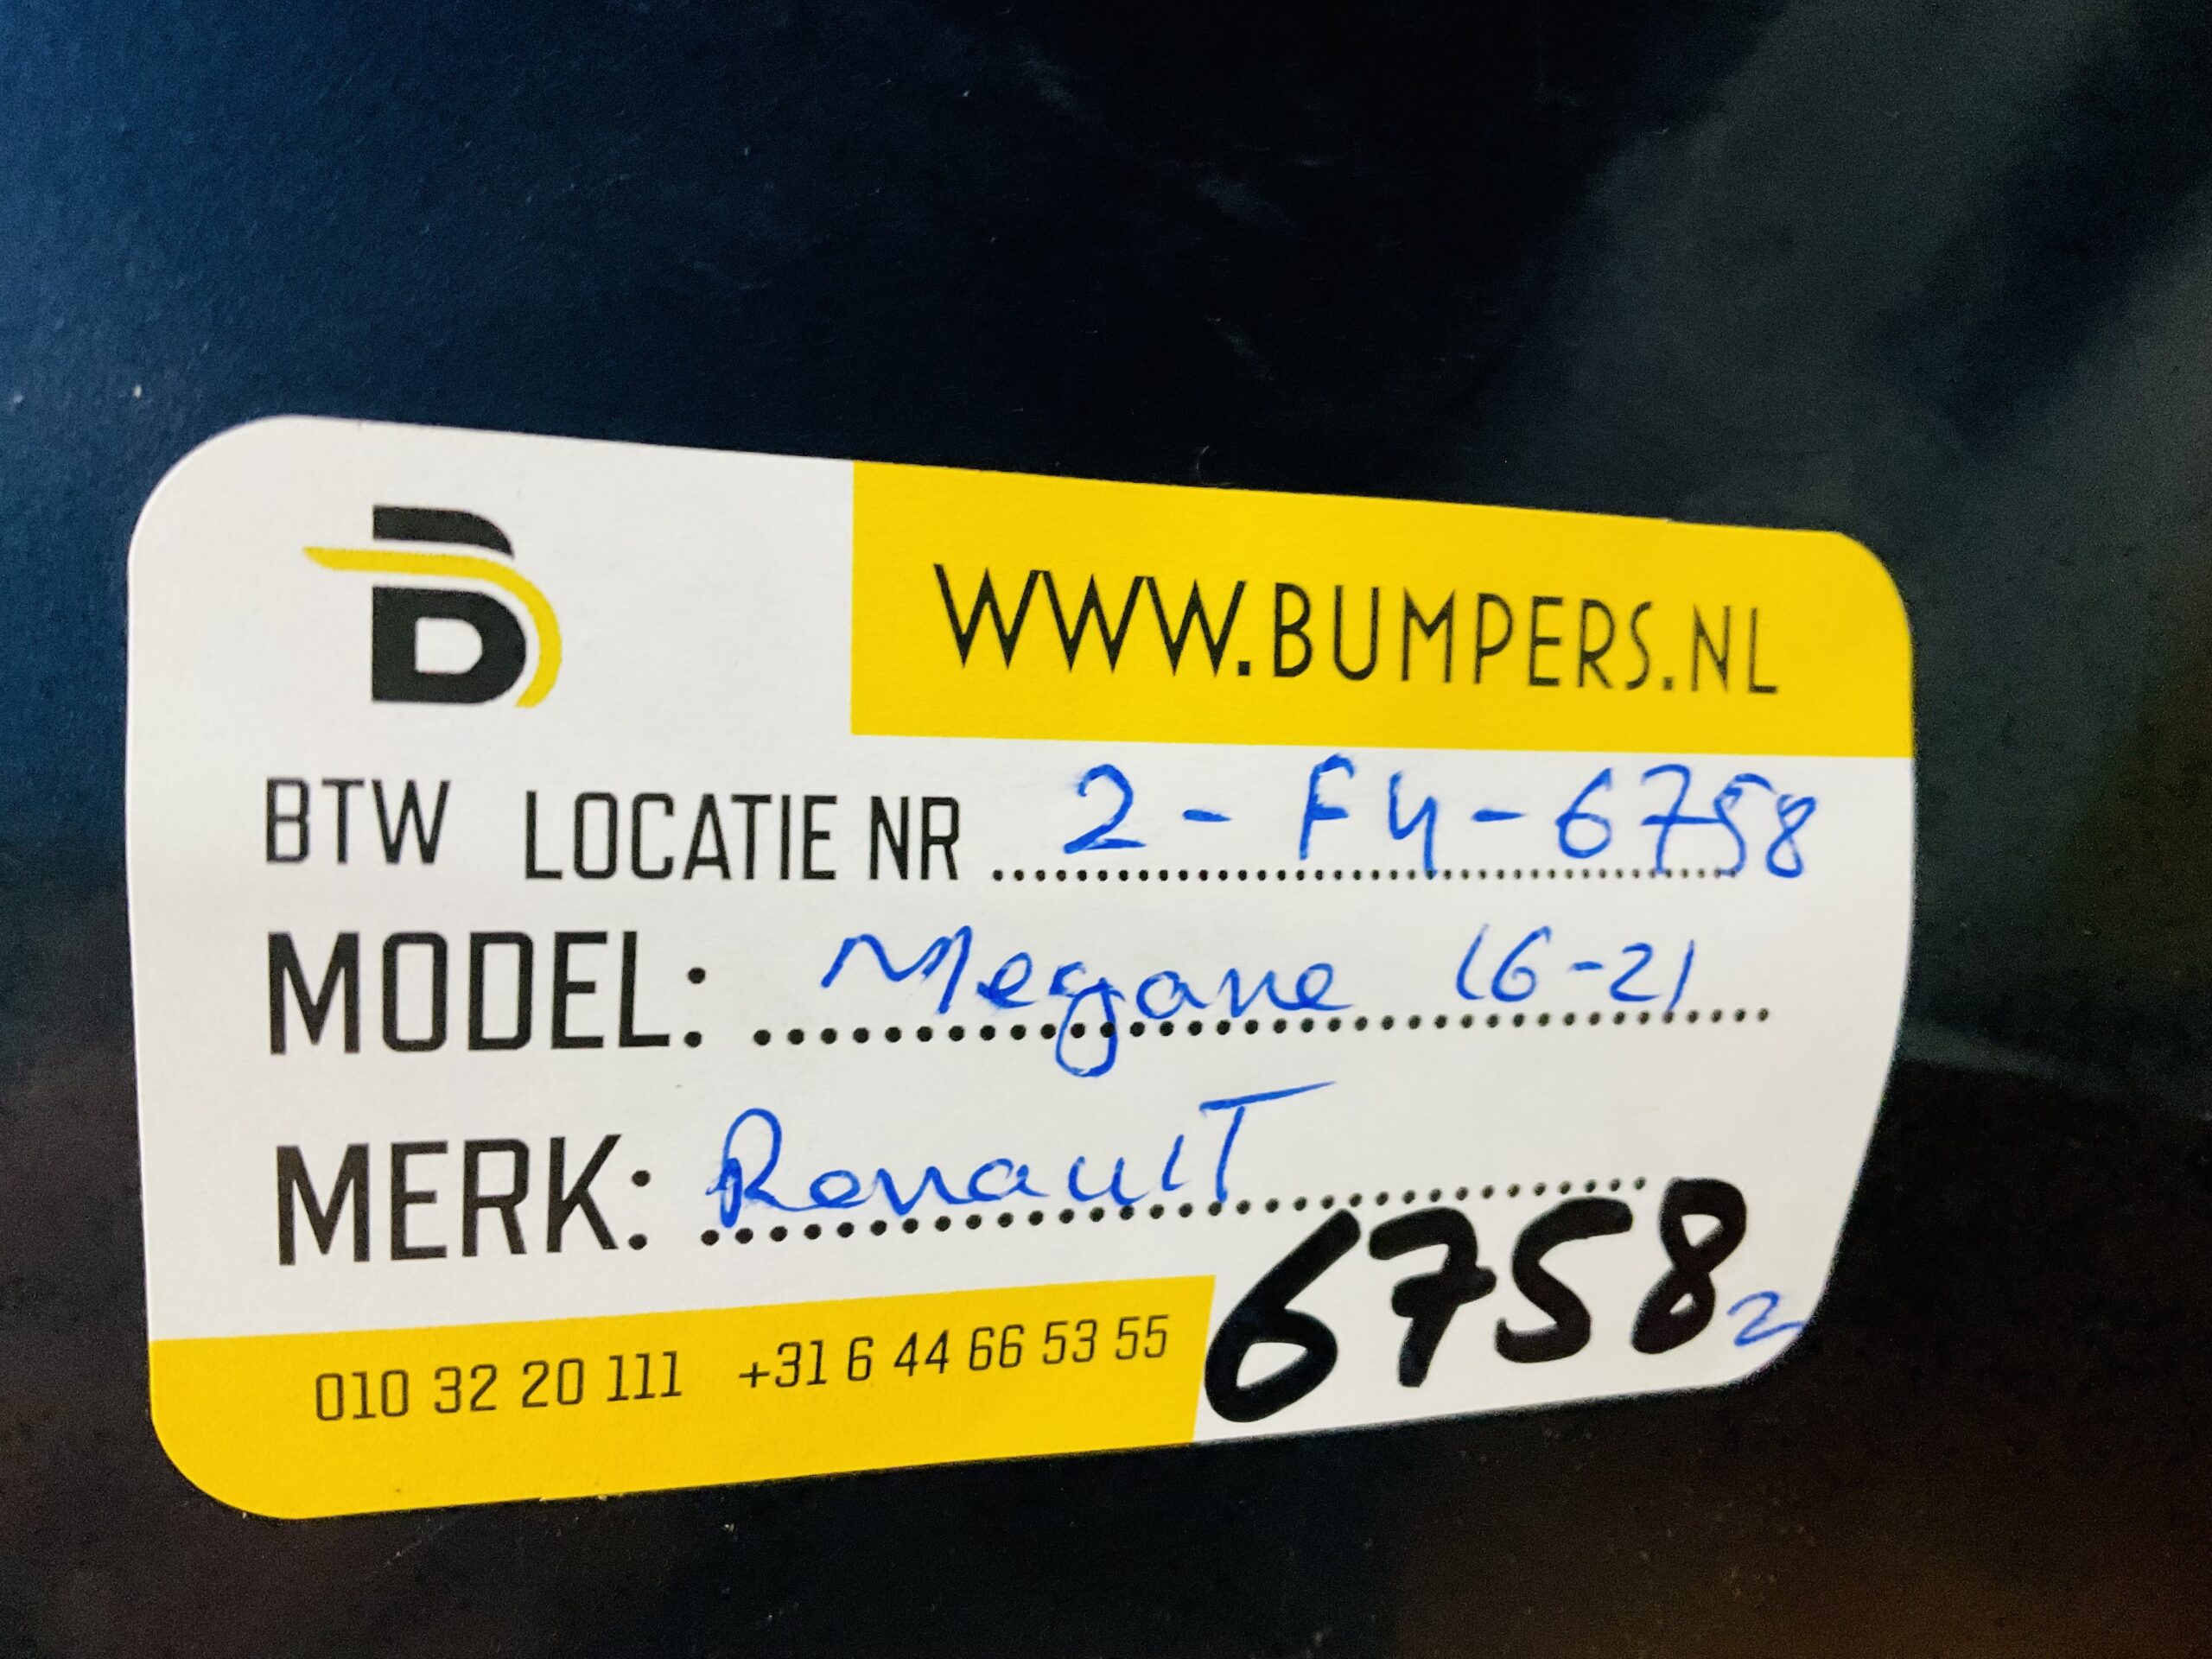 B
WWW.BUMPERS.NL
BTW LOCATIE NR 2-F4-6758
MODEL: Megane 16-21
MERK: Renault
6758 2
010 32 20 111 +31 6 44 66 53 55